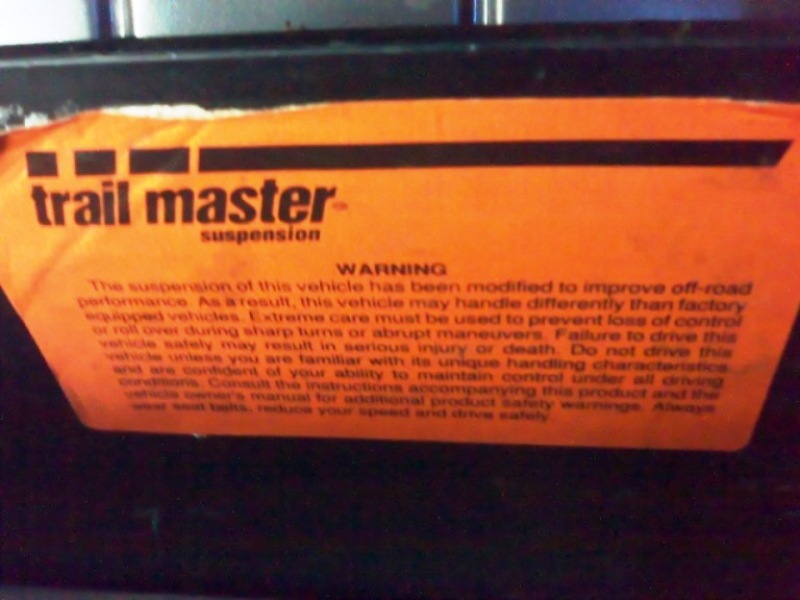 trail master
suspension
WARNING
The suspension of this vehicle has been modified to improve off-road
performance. As a result, this vehicle may handle differently than factory
equipped vehicles. Extreme care must be used to prevent loss of control
or roll over during sharp turns or abrupt maneuvers. Failure to drive this
vehicle safely may result in serious injury or death. Do not drive this
vehicle unless you are familiar with its unique handling characteristics
and are confident of your ability to maintain control under all driving
conditions. Consult the instructions accompanying this product and the
vehicle owner's manual for additional product safety warnings. Always
wear seat belts, reduce your speed and drive safely.